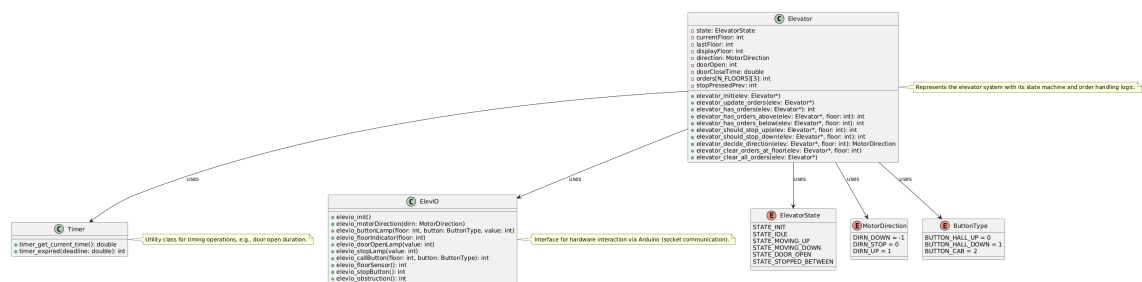 C Elevator
state: ElevatorState
currentFloor: int
lastFloor: int
displayFloor: int
direction: MotorDirection
doorOpen: int
doorCloseTime: double
orders[N_FLOORS][3]: int
stopPressedPrev: int
elevator_init(elev: Elevator*)
elevator_update_orders(elev: Elevator*)
elevator_has_orders(elev: Elevator*): int
elevator_has_orders_above(elev: Elevator*, floor: int): int
elevator_has_orders_below(elev: Elevator*, floor: int): int
elevator_should_stop_up(elev: Elevator*, floor: int): int
elevator_should_stop_down(elev: Elevator*, floor: int): int
elevator_decide_direction(elev: Elevator*, floor: int): MotorDirection
elevator_clear_orders_at_floor(elev: Elevator*, floor: int)
elevator_clear_all_orders(elev: Elevator*)
Represents the elevator system with its state machine and order handling logic.
uses
uses
uses
uses
uses
C Timer
timer_get_current_time(): double
timer_expired(deadline: double): int
Utility class for timing operations, e.g., door open duration.
C ElevIO
elevio_init()
elevio_motorDirection(dirn: MotorDirection)
elevio_buttonLamp(floor: int, button: ButtonType, value: int)
elevio_floorIndicator(floor: int)
elevio_doorOpenLamp(value: int)
elevio_stopLamp(value: int)
elevio_callButton(floor: int, button: ButtonType): int
elevio_floorSensor(): int
elevio_stopButton(): int
elevio_obstruction(): int
Interface for hardware interaction via Arduino (socket communication).
E ElevatorState
STATE_INIT
STATE_IDLE
STATE_MOVING_UP
STATE_MOVING_DOWN
STATE_DOOR_OPEN
STATE_STOPPED_BETWEEN
E MotorDirection
DIRN_DOWN = -1
DIRN_STOP = 0
DIRN_UP = 1
E ButtonType
BUTTON_HALL_UP = 0
BUTTON_HALL_DOWN = 1
BUTTON_CAB = 2